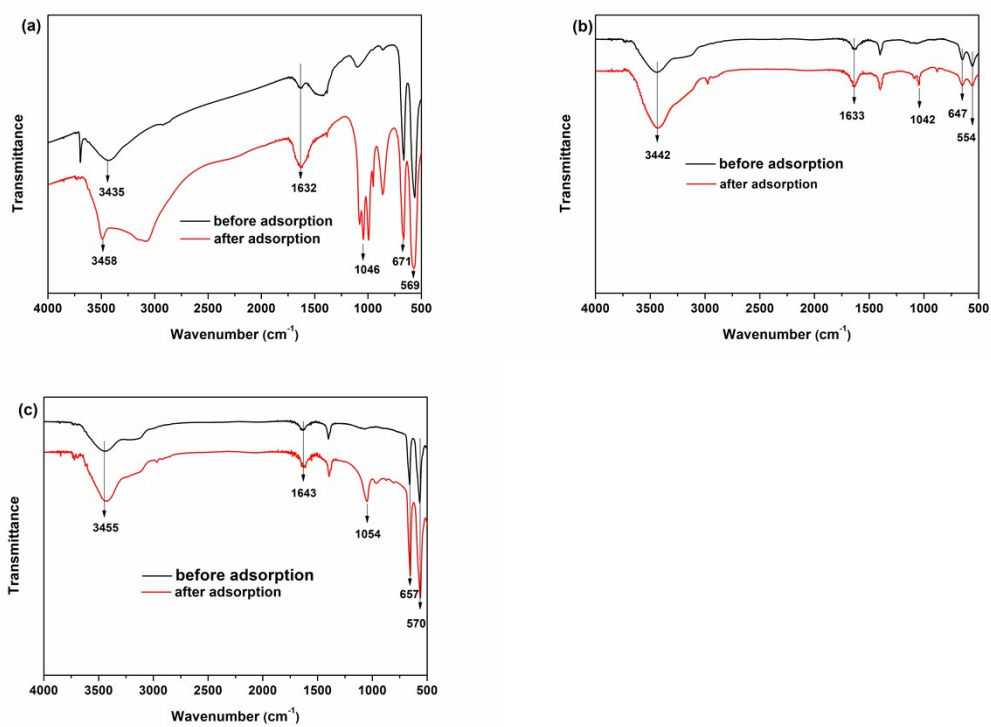 (a)
Transmittance
3435
1632
before adsorption
after adsorption
3458
1046
671
569
4000 3500 3000 2500 2000 1500 1000 500
Wavenumber (cm⁻¹)
(b)
Transmittance
3442
1633
1042
647
554
before adsorption
after adsorption
4000 3500 3000 2500 2000 1500 1000 500
Wavenumber (cm⁻¹)
(c)
Transmittance
3455
1643
1054
before adsorption
after adsorption
657
570
4000 3500 3000 2500 2000 1500 1000 500
Wavenumber (cm⁻¹)